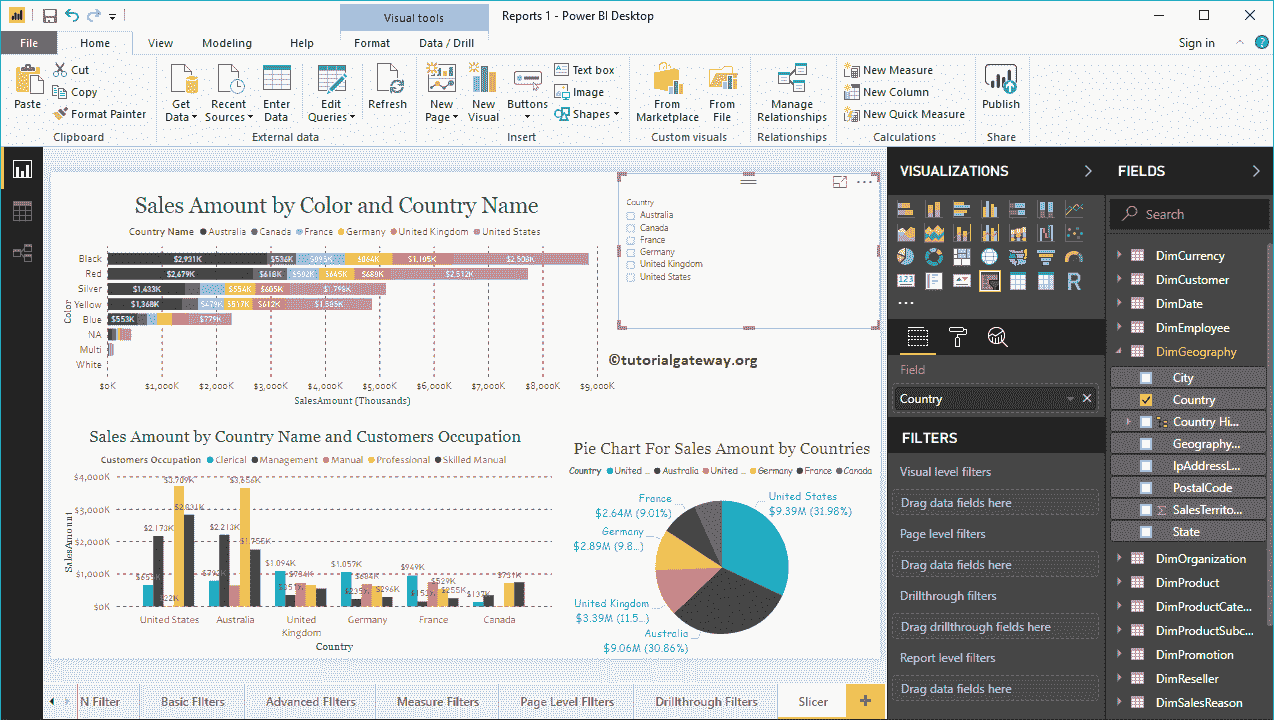 Visual tools
Reports 1 - Power BI Desktop
File Home View Modeling Help Format Data / Drill Sign in
Cut
Copy
Format Painter
Paste
Get Data
Recent Sources
Enter Data
Edit Queries
Refresh
New Page
New Visual
Buttons
Text box
Image
Shapes
From Marketplace
From File
Manage Relationships
New Measure
New Column
New Quick Measure
Publish
Clipboard External data Insert Custom visuals Relationships Calculations Share
Sales Amount by Color and Country Name
Country Name Australia Canada France Germany United Kingdom United States
Color
Black $2,931K $536K $864K $1,105K
Red $2,679K $618K $645K $2,512K
Silver $1,433K $554K $605K $1,798K
Yellow $1,368K $479K $612K $1,585K
Blue $553K $779K
NA
Multi
White
$0K $1,000K $2,000K $3,000K $4,000K $5,000K $6,000K $7,000K $8,000K $9,000K
SalesAmount (Thousands)
Country
Australia
Canada
France
Germany
United Kingdom
United States
©tutorialgateway.org
Sales Amount by Country Name and Customers Occupation
Customers Occupation Clerical Management Manual Professional Skilled Manual
SalesAmount
$4,000K
$3,000K
$2,000K
$1,000K
$0K
$3,709K
$2,831K
$2,173K
$3,656K
$2,213K
$1,755K
$1,094K
$1,057K
$684K
$296K
$949K
$529K
$255K
$137K
$731K
United States Australia United Kingdom Germany France Canada
Country
Pie Chart For Sales Amount by Countries
Country United ... Australia United ... Germany France Canada
United States
$9.39M (31.98%)
France
$2.64M (9.01%)
Germany
$2.89M (9.8...)
United Kingdom
$3.39M (11.5...)
Australia
$9.06M (30.86%)
N Filter Basic FIlters Advanced FIlters Measure Filters Page Level FIlters Drillthrough Filters Slicer
VISUALIZATIONS
Field
Country
FILTERS
Visual level filters
Drag data fields here
Page level filters
Drag data fields here
Drillthrough filters
Drag drillthrough fields here
Report level filters
Drag data fields here
FIELDS
Search
DimCurrency
DimCustomer
DimDate
DimEmployee
DimGeography
City
Country
Country Hi...
Geography...
IpAddressL...
PostalCode
SalesTerrito...
State
DimOrganization
DimProduct
DimProductCate...
DimProductSubc...
DimPromotion
DimReseller
DimSalesReason